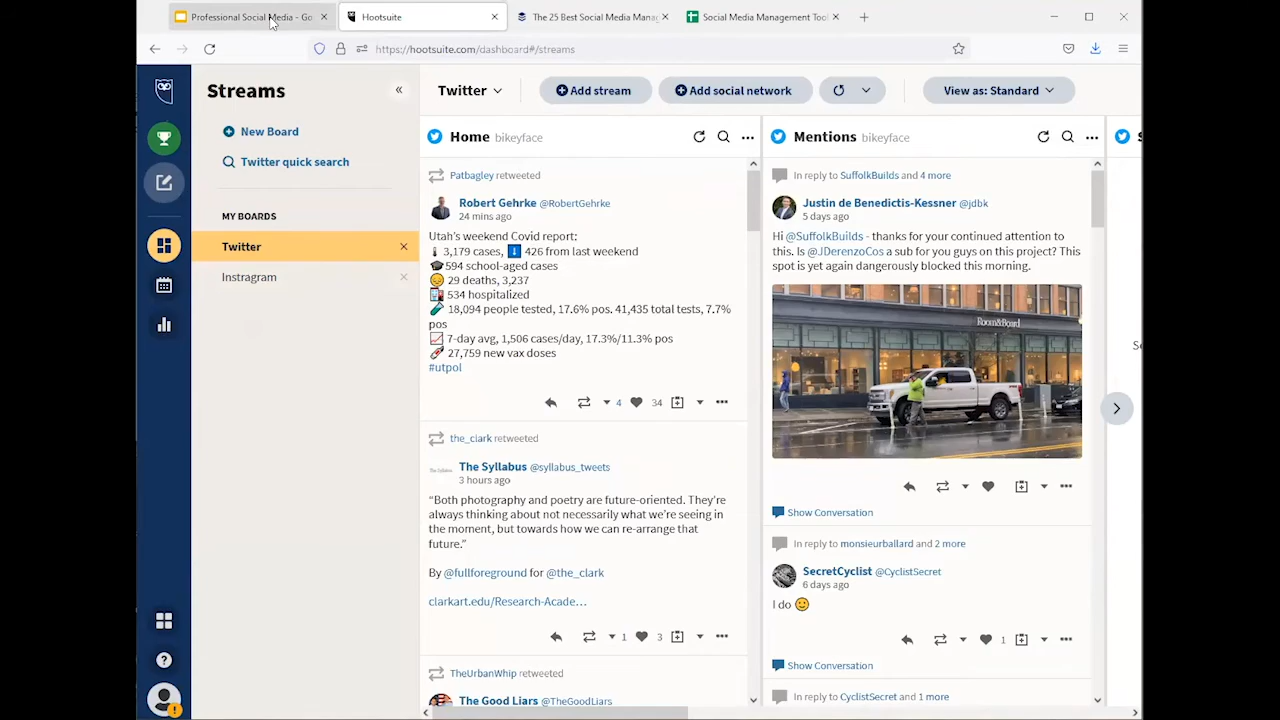 Professional Social Media - Go
Hootsuite
The 25 Best Social Media Manag
Social Media Management Tool
https://hootsuite.com/dashboard#/streams
Streams
«
New Board
Twitter quick search
MY BOARDS
Twitter
Instragram
Twitter
Add stream
Add social network
View as: Standard
Home bikeyface
Patbagley retweeted
Robert Gehrke @RobertGehrke
24 mins ago
Utah's weekend Covid report:
🌡 3,179 cases, ⬇ 426 from last weekend
🎓594 school-aged cases
😞 29 deaths, 3,237
🏥 534 hospitalized
🧪 18,094 people tested, 17.6% pos. 41,435 total tests, 7.7%
pos
📈 7-day avg, 1,506 cases/day, 17.3%/11.3% pos
💉 27,759 new vax doses
#utpol
4 34
the_clark retweeted
The Syllabus @syllabus_tweets
3 hours ago
“Both photography and poetry are future-oriented. They're
always thinking about not necessarily what we're seeing in
the moment, but towards how we can re-arrange that
future.”
By @fullforeground for @the_clark
clarkart.edu/Research-Acade…
1 3
TheUrbanWhip retweeted
The Good Liars @TheGoodLiars
Mentions bikeyface
In reply to SuffolkBuilds and 4 more
Justin de Benedictis-Kessner @jdbk
5 days ago
Hi @SuffolkBuilds - thanks for your continued attention to
this. Is @JDerenzoCos a sub for you guys on this project? This
spot is yet again dangerously blocked this morning.
Room&Board
Show Conversation
In reply to monsieurballard and 2 more
SecretCyclist @CyclistSecret
6 days ago
I do 🙂
1
Show Conversation
In reply to CyclistSecret and 1 more